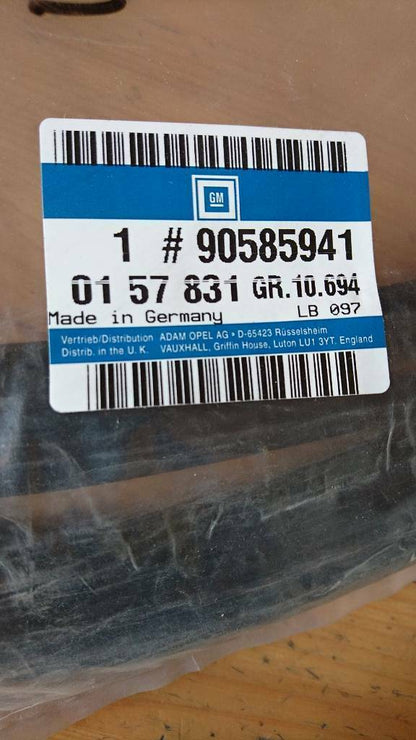 GM
1 # 90585941
01 57 831 GR.10.694
Made in Germany LB 097
Vertrieb/Distribution ADAM OPEL AG • D-65423 Rüsselsheim
Distrib. in the U. K. VAUXHALL, Griffin House, Luton LU1 3YT. England